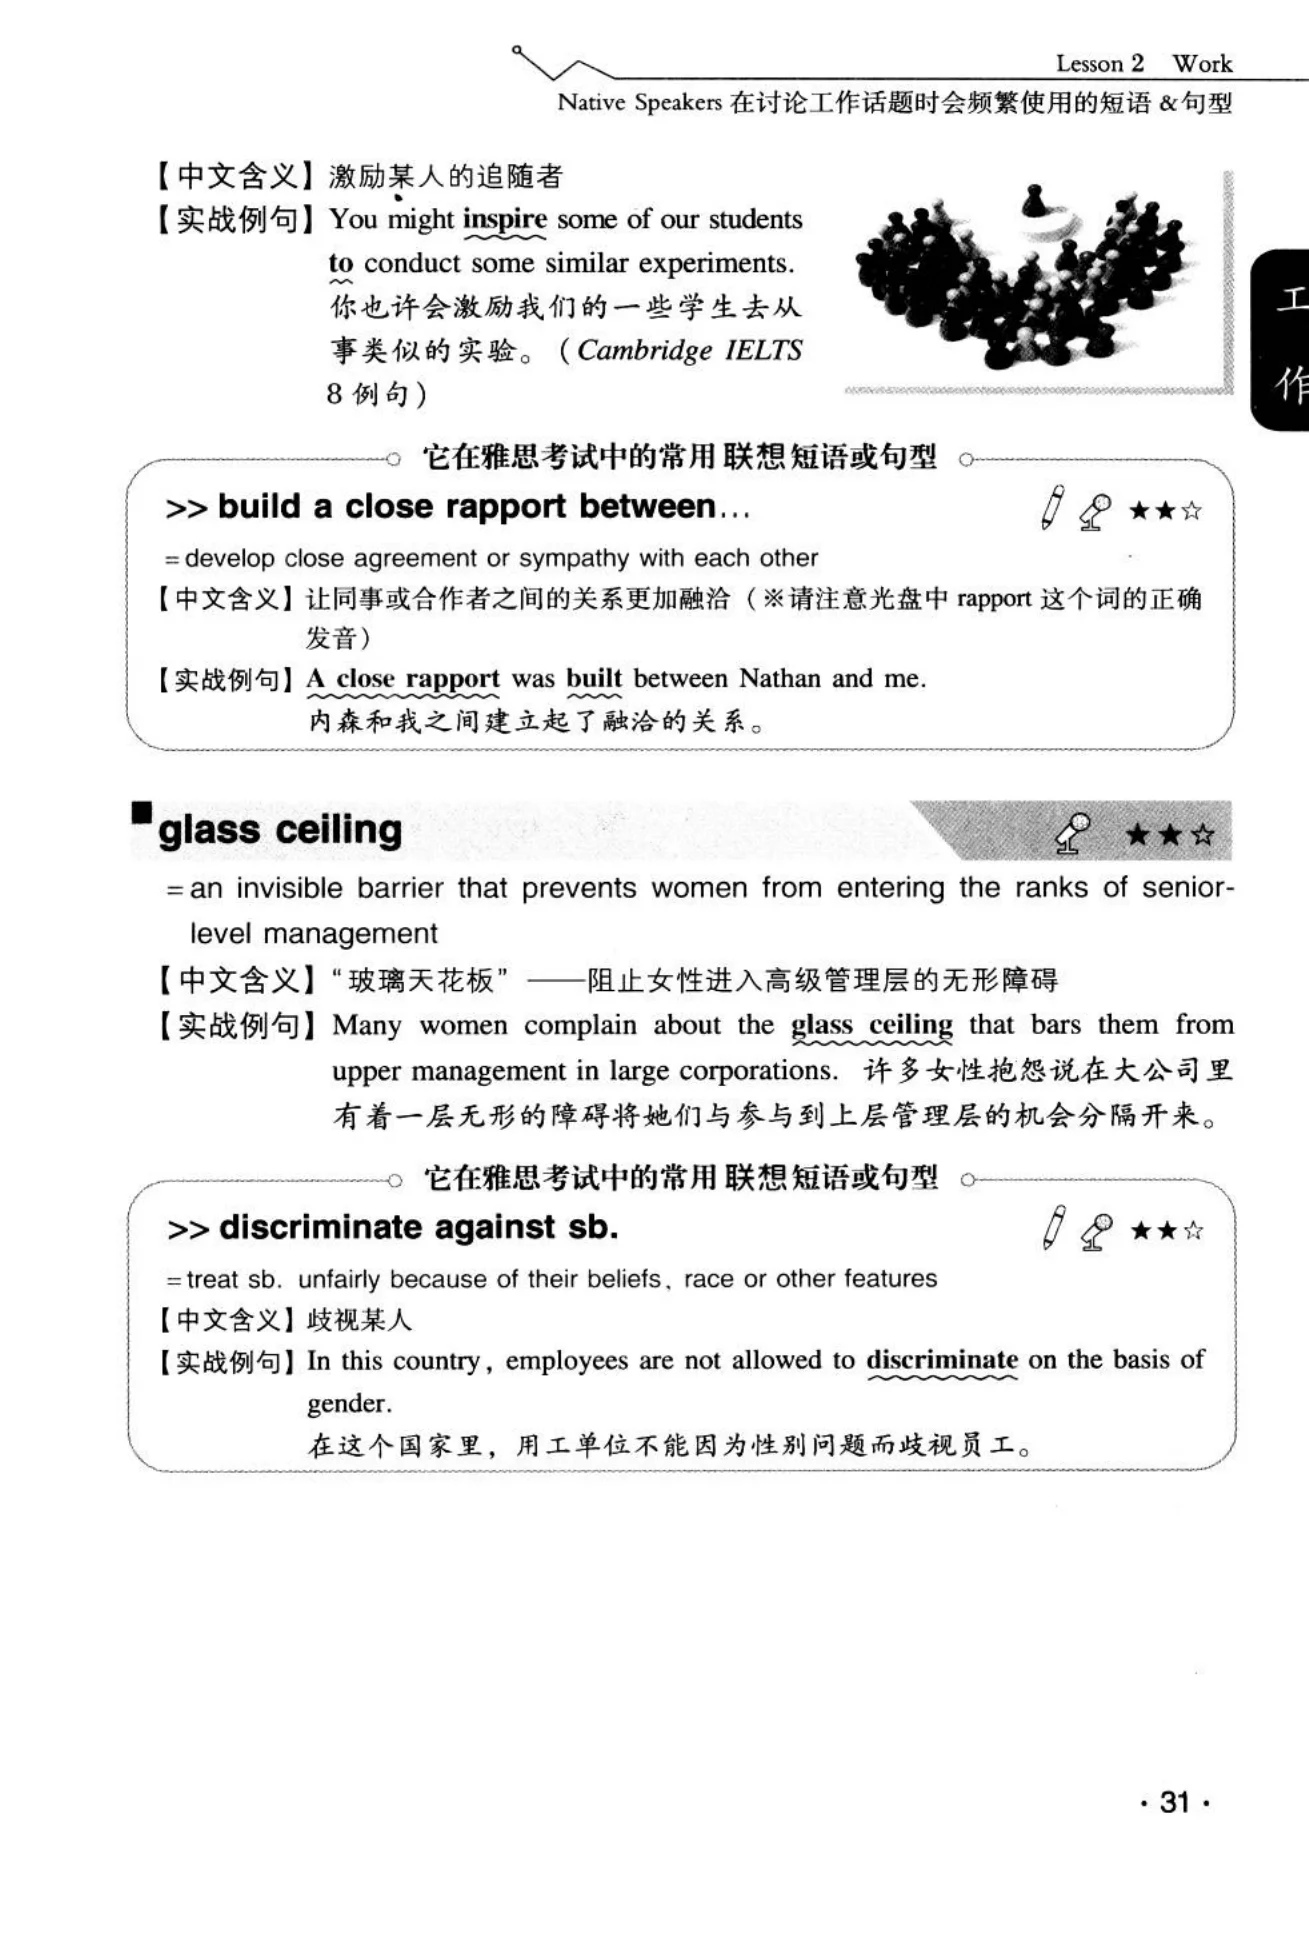 Lesson 2 Work
Native Speakers 在讨论工作话题时会频繁使用的短语 &句型
【中文含义】激励某人的追随者
【实战例句】You might inspire some of our students
to conduct some similar experiments.
你也许会激励我们的一些学生去从
事类似的实验。（Cambridge IELTS
8 例句）
工
作
它在雅思考试中的常用联想短语或句型
>> build a close rapport between… ★★☆
=develop close agreement or sympathy with each other
【中文含义】让同事或合作者之间的关系更加融洽（※请注意光盘中 rapport 这个词的正确
发音）
【实战例句】A close rapport was built between Nathan and me.
内森和我之间建立起了融洽的关系。
■glass ceiling ★★☆
=an invisible barrier that prevents women from entering the ranks of senior-
level management
【中文含义】“玻璃天花板”——阻止女性进入高级管理层的无形障碍
【实战例句】Many women complain about the glass ceiling that bars them from
upper management in large corporations. 许多女性抱怨说在大公司里
有着一层无形的障碍将她们与参与到上层管理层的机会分隔开来。
它在雅思考试中的常用联想短语或句型
>> discriminate against sb. ★★☆
=treat sb. unfairly because of their beliefs, race or other features
【中文含义】歧视某人
【实战例句】In this country, employees are not allowed to discriminate on the basis of
gender.
在这个国家里，用工单位不能因为性别问题而歧视员工。
· 31 ·